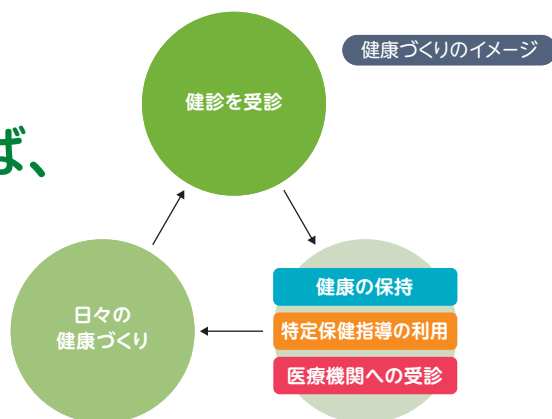 健康づくりのイメージ
健診を受診
ば、
健康の保持
特定保健指導の利用
医療機関への受診
日々の
健康づくり